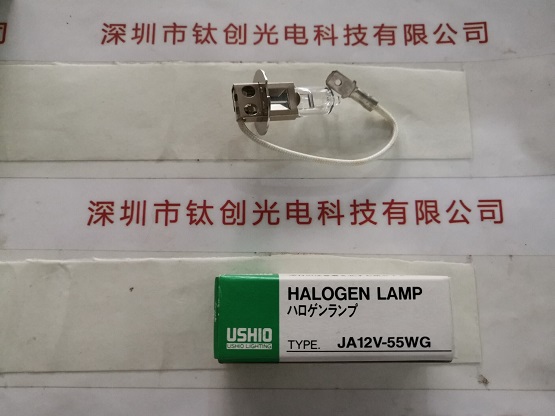 深圳市钛创光电科技有限公司
深圳市钛创光电科技有限公司
HALOGEN LAMP
ハロゲンランプ
USHIO
USHIO LIGHTING
TYPE. JA12V-55WG